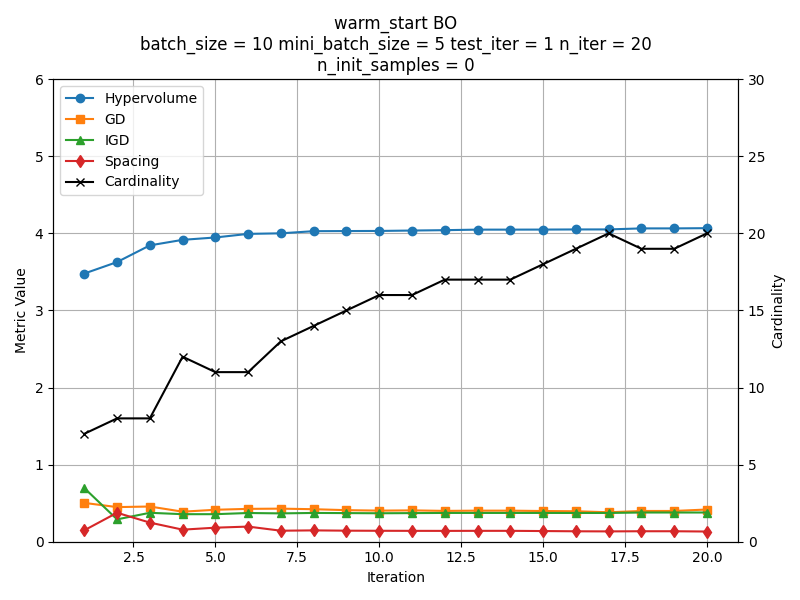 warm_start BO
batch_size = 10 mini_batch_size = 5 test_iter = 1 n_iter = 20
n_init_samples = 0
Hypervolume
GD
IGD
Spacing
Cardinality
Metric Value
6
5
4
3
2
1
0
30
25
20
15
10
5
0
Cardinality
2.5
5.0
7.5
10.0
12.5
15.0
17.5
20.0
Iteration